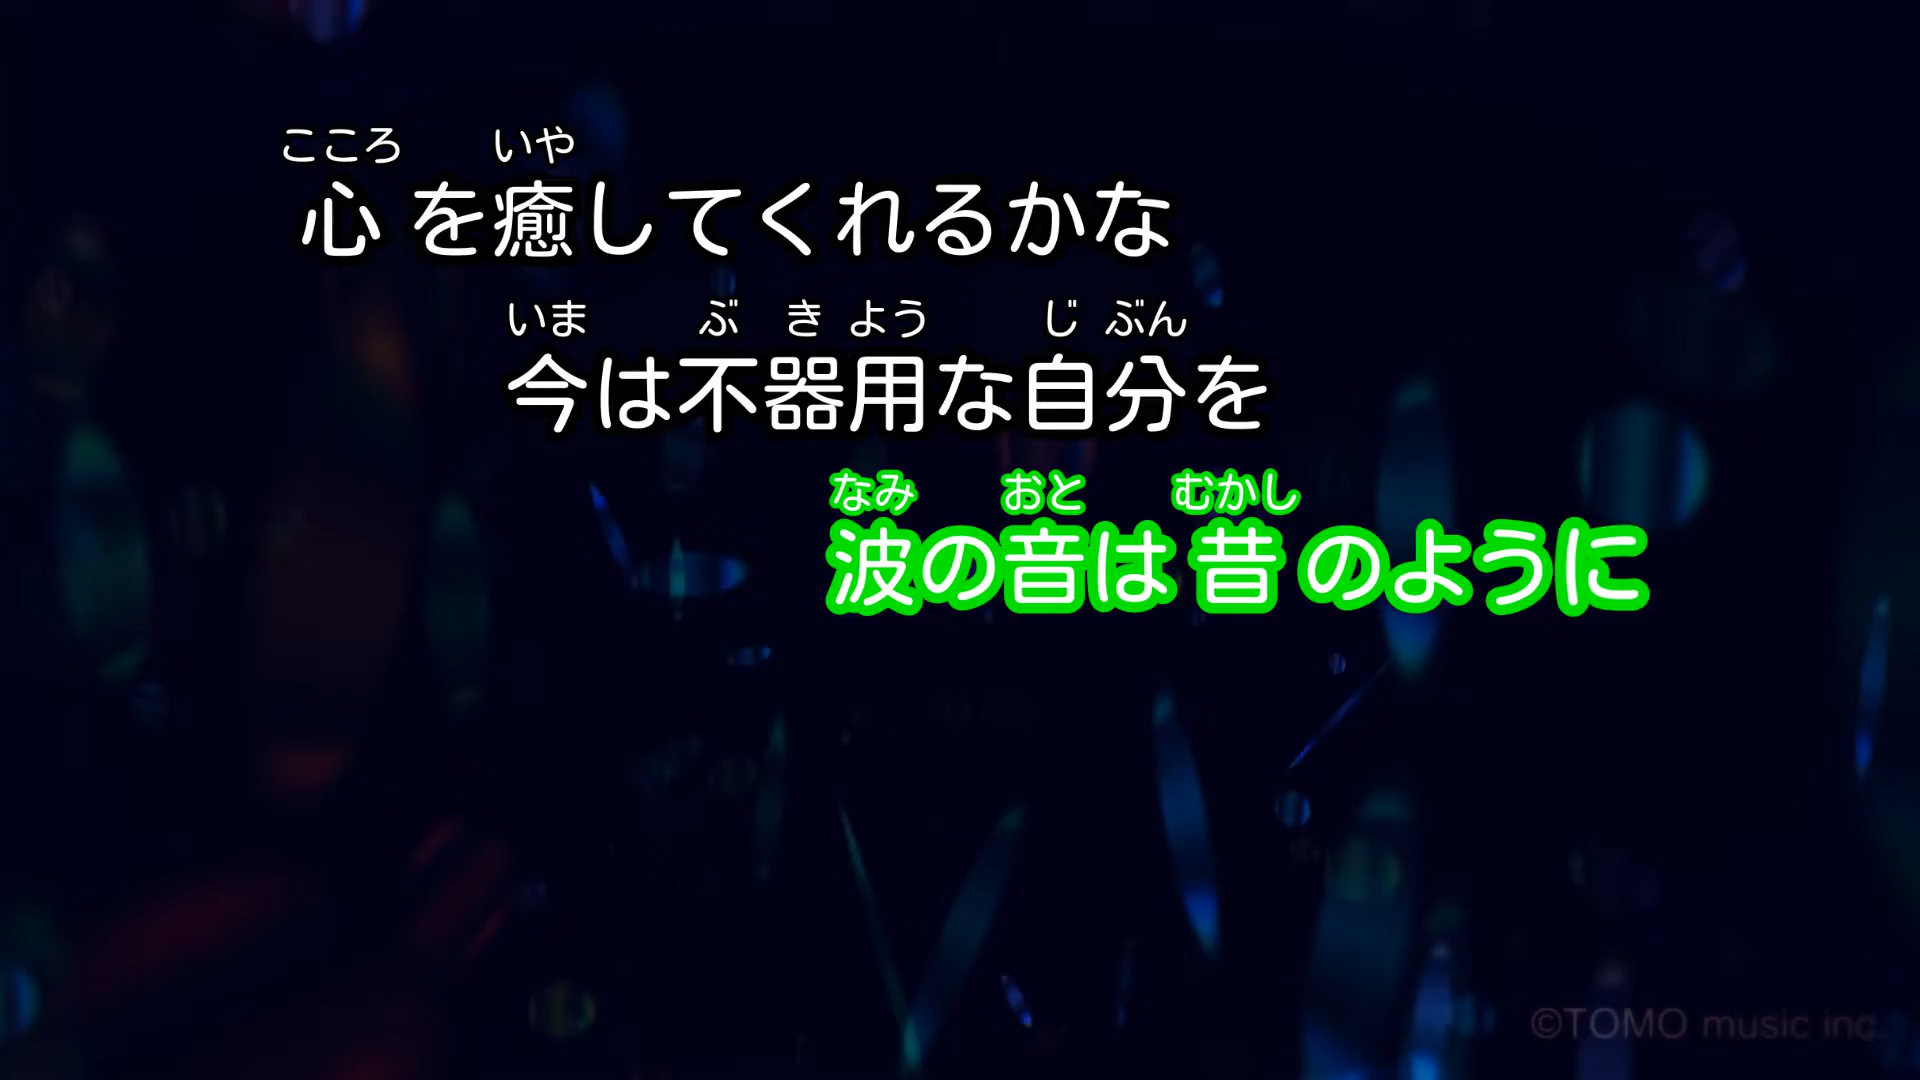 こころ いや
心を癒してくれるかな
いま ぶ き よう じ ぶん
今は不器用な自分を
なみ おと むかし
波の音は昔のように
©TOMO music inc.